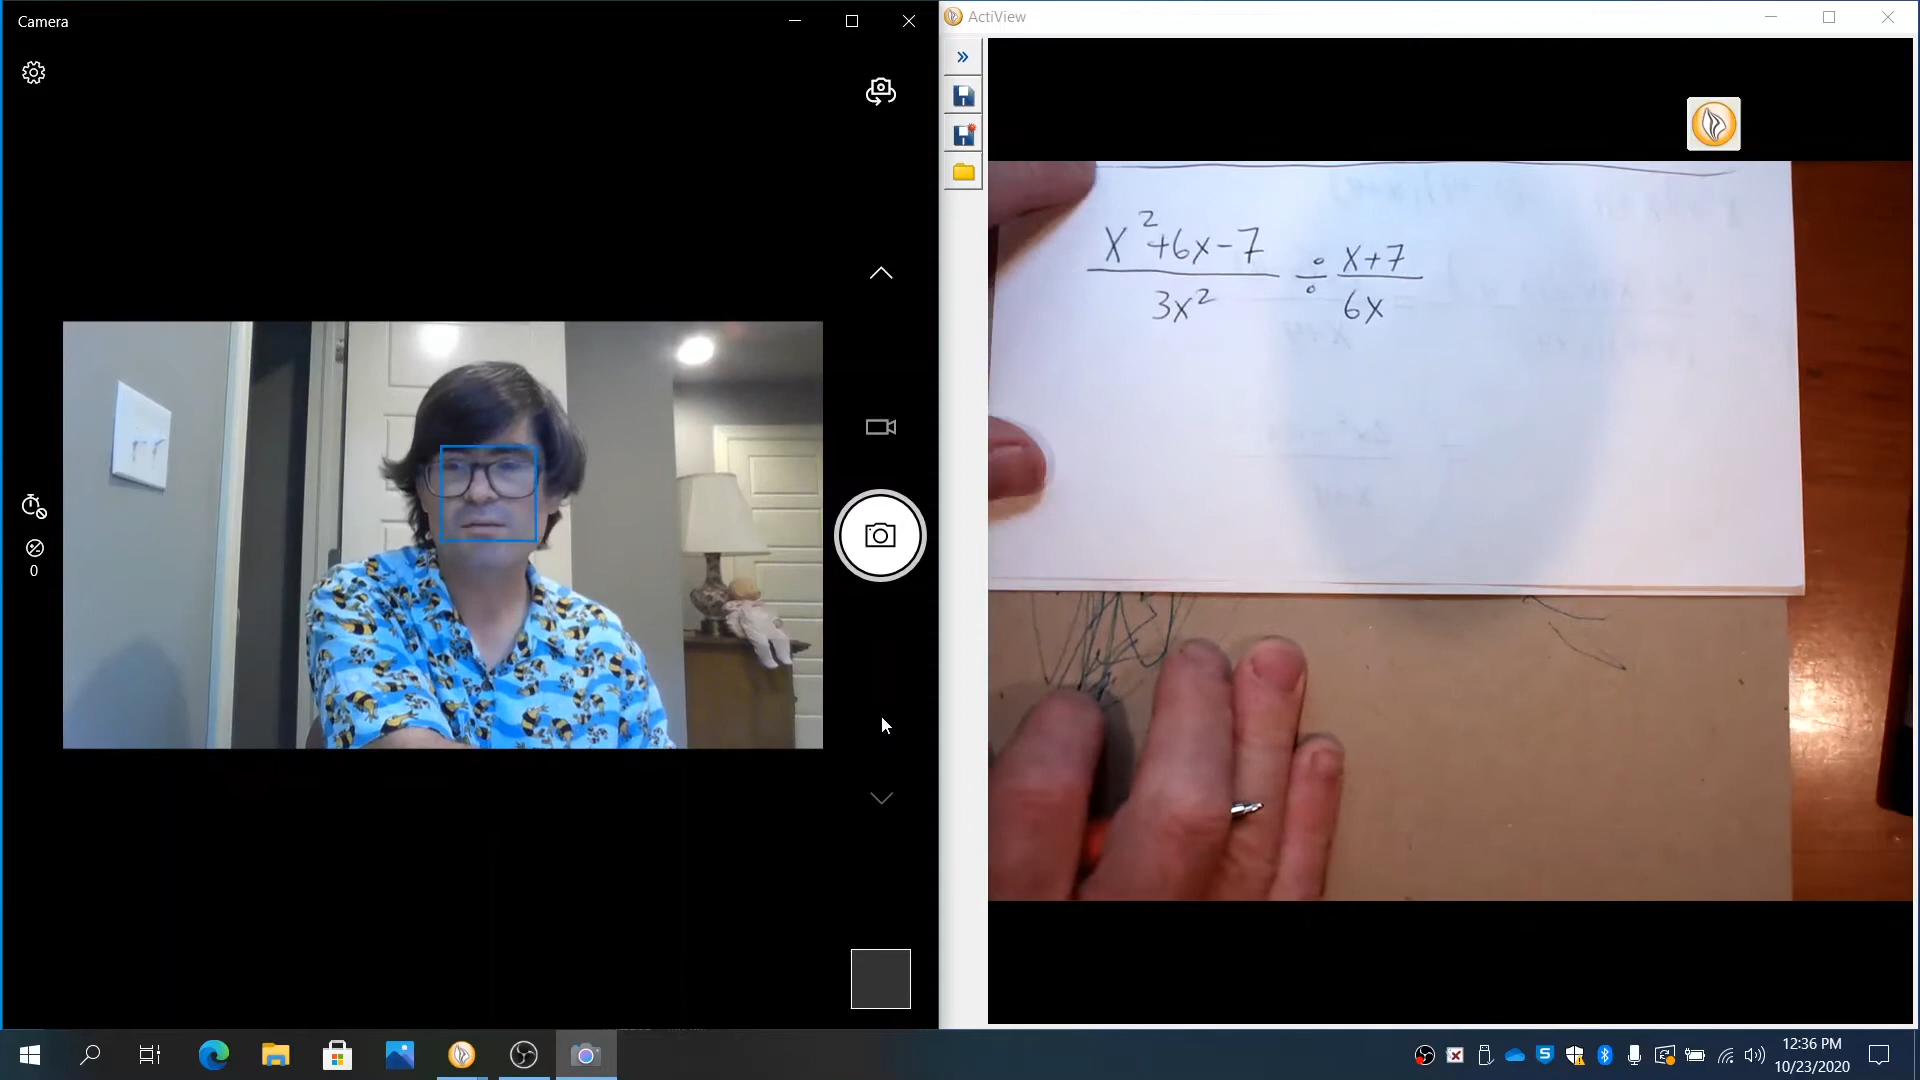 Camera
ActiView
»
x²+6x-7 / 3x² ÷ x+7 / 6x
0
12:36 PM
10/23/2020